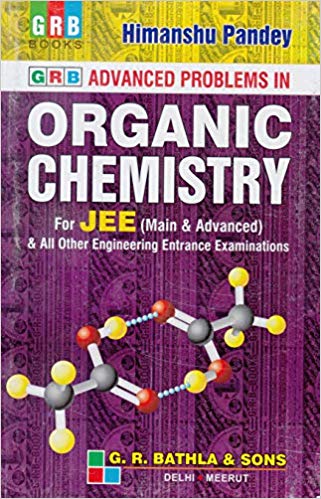 GRB
BOOKS
Himanshu Pandey
GRB ADVANCED PROBLEMS IN
ORGANIC
CHEMISTRY
For JEE (Main & Advanced)
& All Other Engineering Entrance Examinations
G. R. BATHLA & SONS
DELHI MEERUT